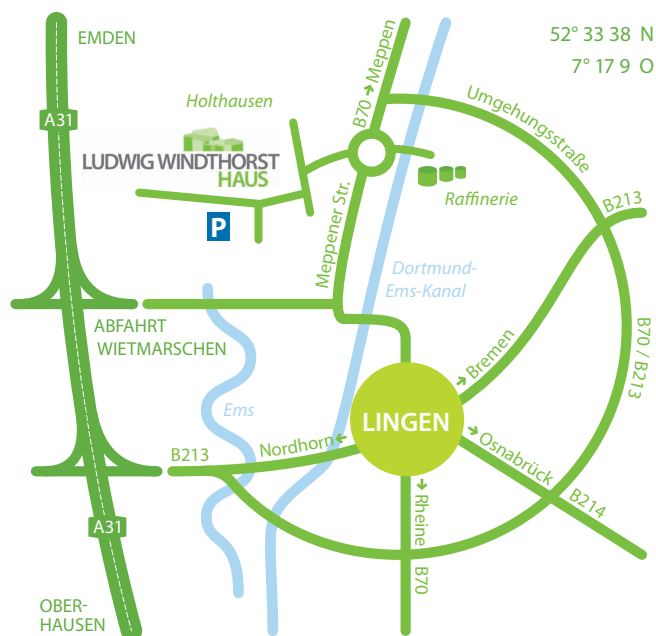 EMDEN
52° 33 38 N
7° 17 9 O
B70 → Meppen
A31
Holthausen
Umgehungsstraße
LUDWIG WINDTHORST
HAUS
Raffinerie
B213
P
Meppener Str.
Dortmund-
Ems-Kanal
ABFAHRT
WIETMARSCHEN
→ Bremen
B70 / B213
Ems
LINGEN
B213
Nordhorn ←
→ Osnabrück
B214
→ Rheine
B70
A31
OBER-
HAUSEN